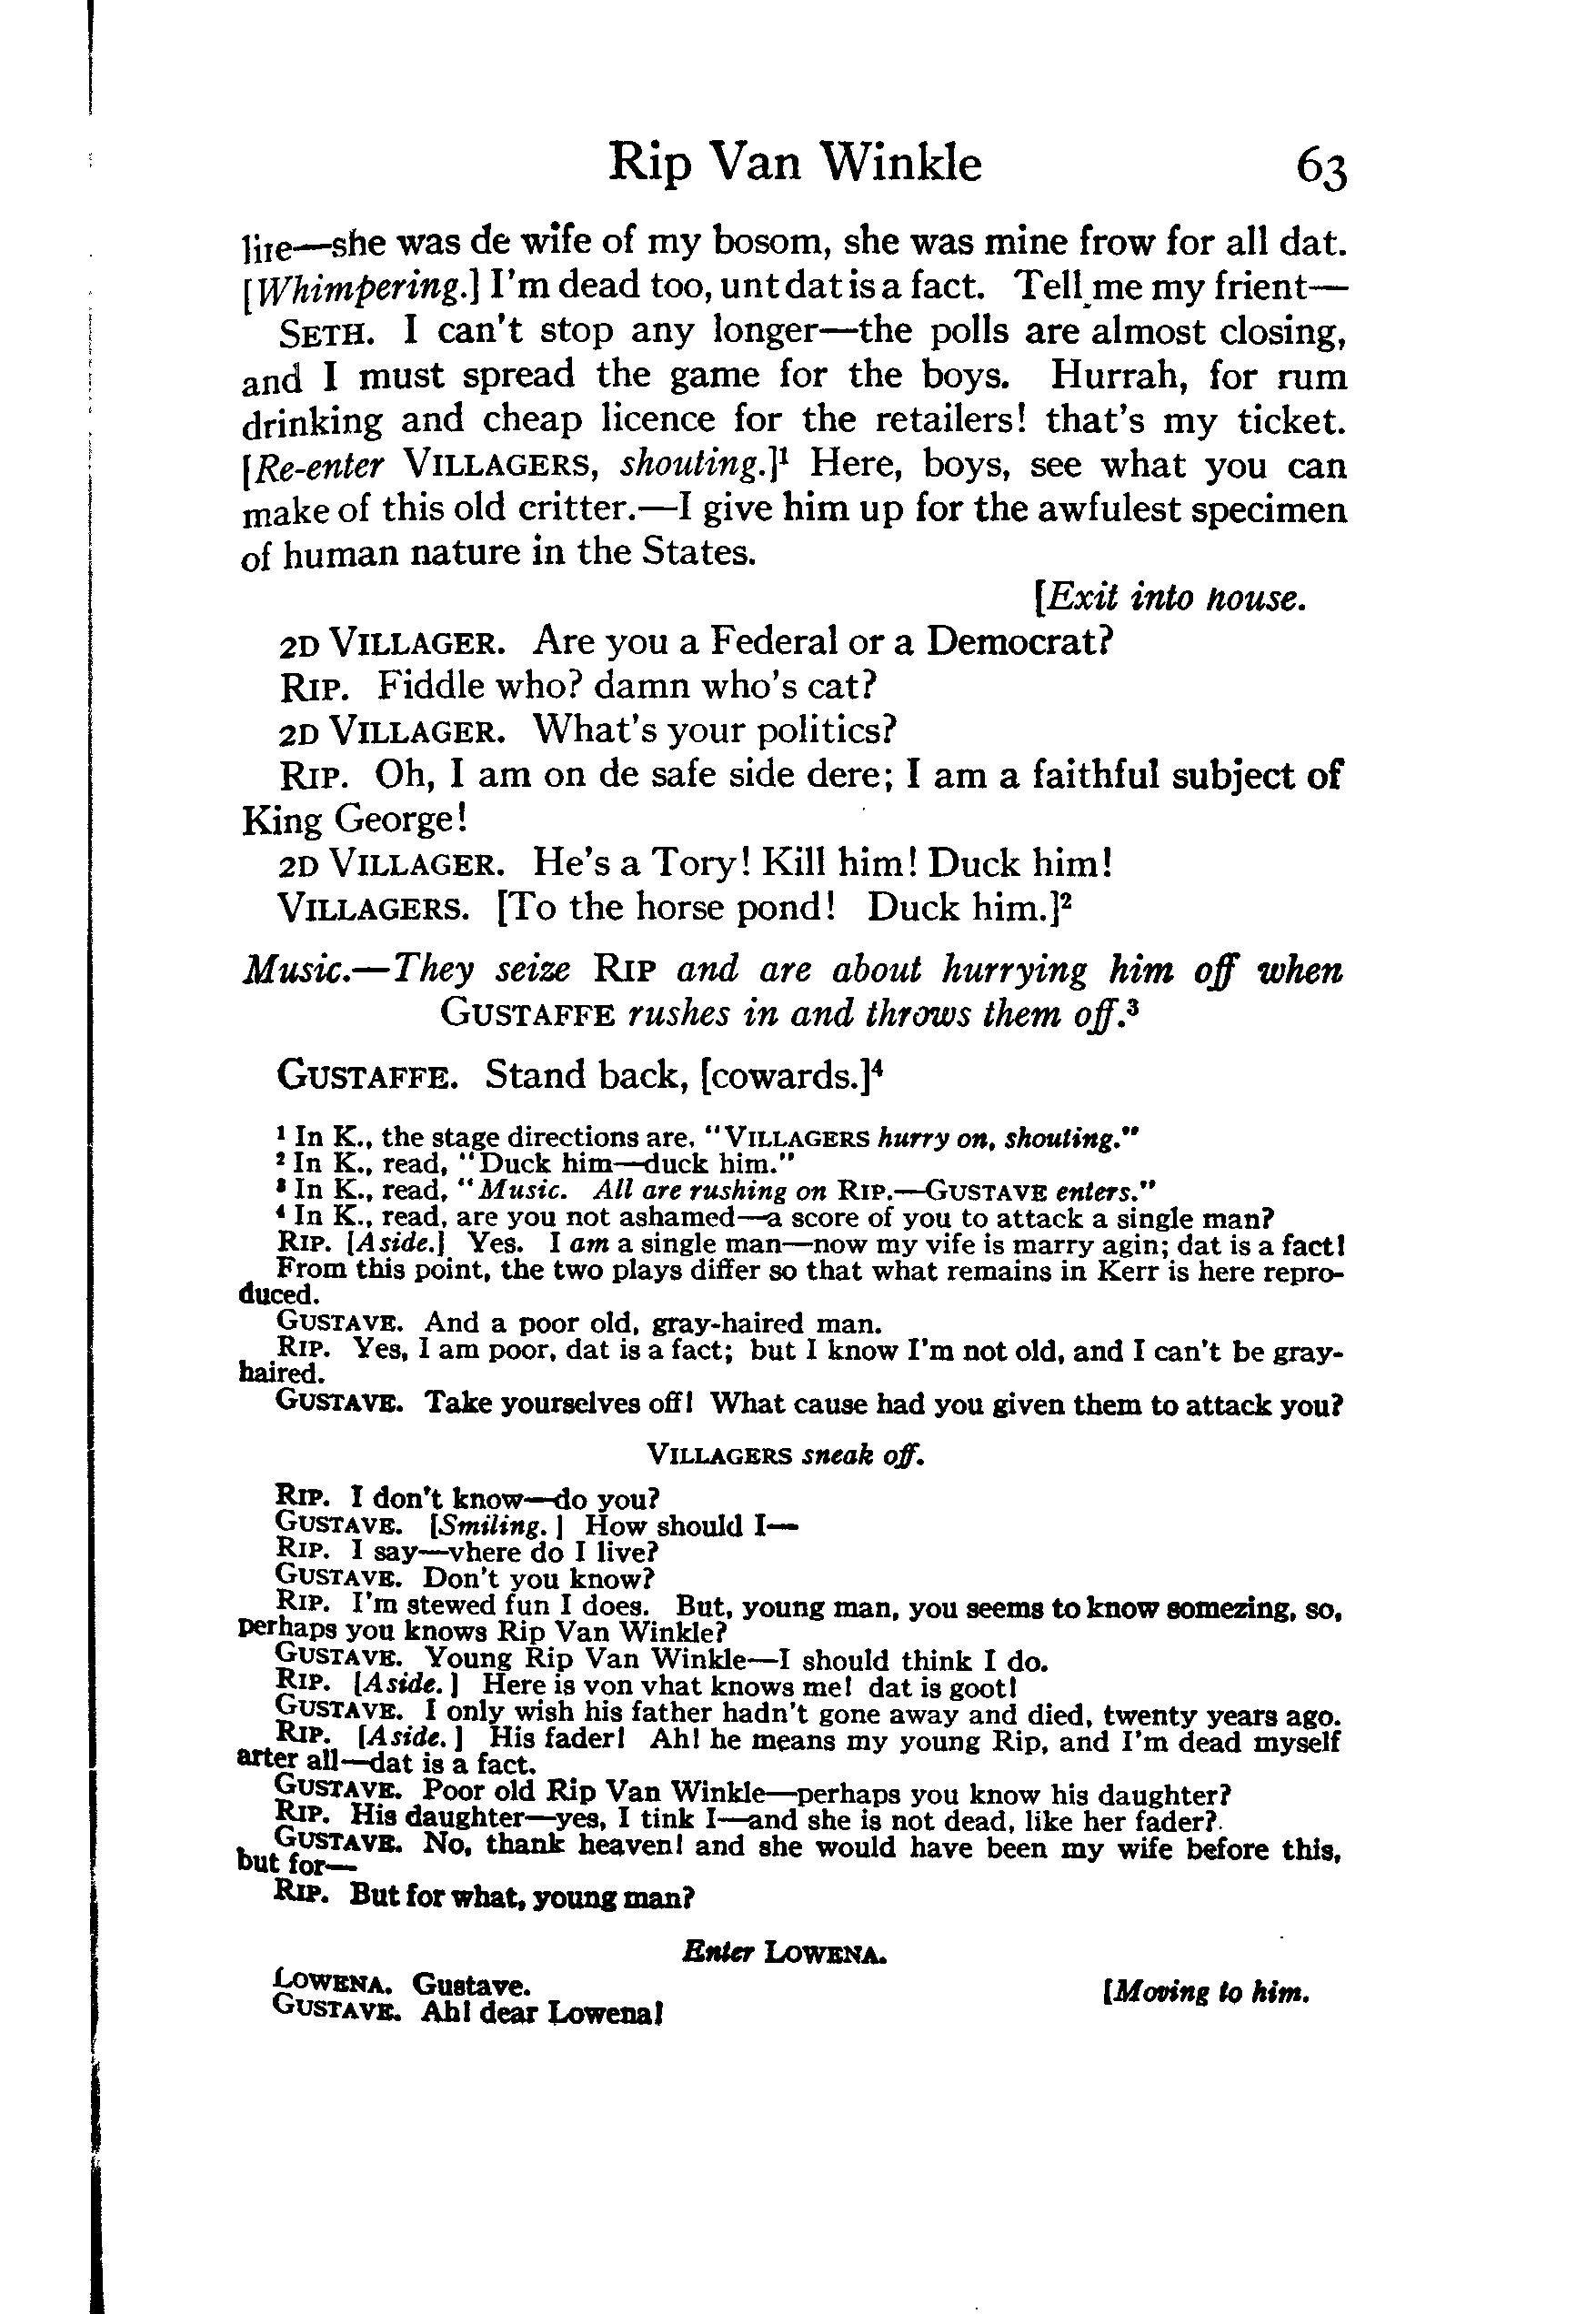 Rip Van Winkle 63
life—she was de wife of my bosom, she was mine frow for all dat.
[Whimpering.] I'm dead too, unt dat is a fact. Tell me my frient—
SETH. I can't stop any longer—the polls are almost closing,
and I must spread the game for the boys. Hurrah, for rum
drinking and cheap licence for the retailers! that's my ticket.
[Re-enter VILLAGERS, shouting.]¹ Here, boys, see what you can
make of this old critter.—I give him up for the awfulest specimen
of human nature in the States.
[Exit into house.
2D VILLAGER. Are you a Federal or a Democrat?
RIP. Fiddle who? damn who's cat?
2D VILLAGER. What's your politics?
RIP. Oh, I am on de safe side dere; I am a faithful subject of
King George!
2D VILLAGER. He's a Tory! Kill him! Duck him!
VILLAGERS. [To the horse pond! Duck him.]²
Music.—They seize RIP and are about hurrying him off when
GUSTAFFE rushes in and throws them off.³
GUSTAFFE. Stand back, [cowards.]⁴
¹ In K., the stage directions are, "VILLAGERS hurry on, shouting."
² In K., read, "Duck him—duck him."
³ In K., read, "Music. All are rushing on RIP.—GUSTAVE enters."
⁴ In K., read, are you not ashamed—a score of you to attack a single man?
RIP. [Aside.] Yes. I am a single man—now my vife is marry agin; dat is a fact!
From this point, the two plays differ so that what remains in Kerr is here repro-
duced.
GUSTAVE. And a poor old, gray-haired man.
RIP. Yes, I am poor, dat is a fact; but I know I'm not old, and I can't be gray-
haired.
GUSTAVE. Take yourselves off! What cause had you given them to attack you?
VILLAGERS sneak off.
RIP. I don't know—do you?
GUSTAVE. [Smiling.] How should I—
RIP. I say—vhere do I live?
GUSTAVE. Don't you know?
RIP. I'm stewed fun I does. But, young man, you seems to know somezing, so,
perhaps you knows Rip Van Winkle?
GUSTAVE. Young Rip Van Winkle—I should think I do.
RIP. [Aside.] Here is von vhat knows me! dat is goot!
GUSTAVE. I only wish his father hadn't gone away and died, twenty years ago.
RIP. [Aside.] His fader! Ah! he means my young Rip, and I'm dead myself
arter all—dat is a fact.
GUSTAVE. Poor old Rip Van Winkle—perhaps you know his daughter?
RIP. His daughter—yes, I tink I—and she is not dead, like her fader?
GUSTAVE. No, thank heaven! and she would have been my wife before this,
but for—
RIP. But for what, young man?
Enter LOWENA.
LOWENA. Gustave. [Moving to him.
GUSTAVE. Ah! dear Lowena!